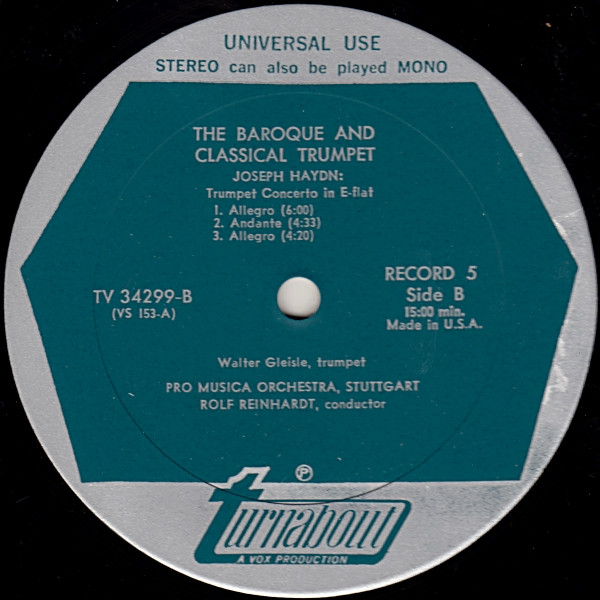 UNIVERSAL USE
STEREO can also be played MONO
THE BAROQUE AND
CLASSICAL TRUMPET
JOSEPH HAYDN:
Trumpet Concerto in E-flat
1. Allegro (6:00)
2. Andante (4:33)
3. Allegro (4:20)
TV 34299-B
(VS 153-A)
RECORD 5
Side B
15:00 min.
Made in U.S.A.
Walter Gleisle, trumpet
PRO MUSICA ORCHESTRA, STUTTGART
ROLF REINHARDT, conductor
℗
turnabout
A VOX PRODUCTION